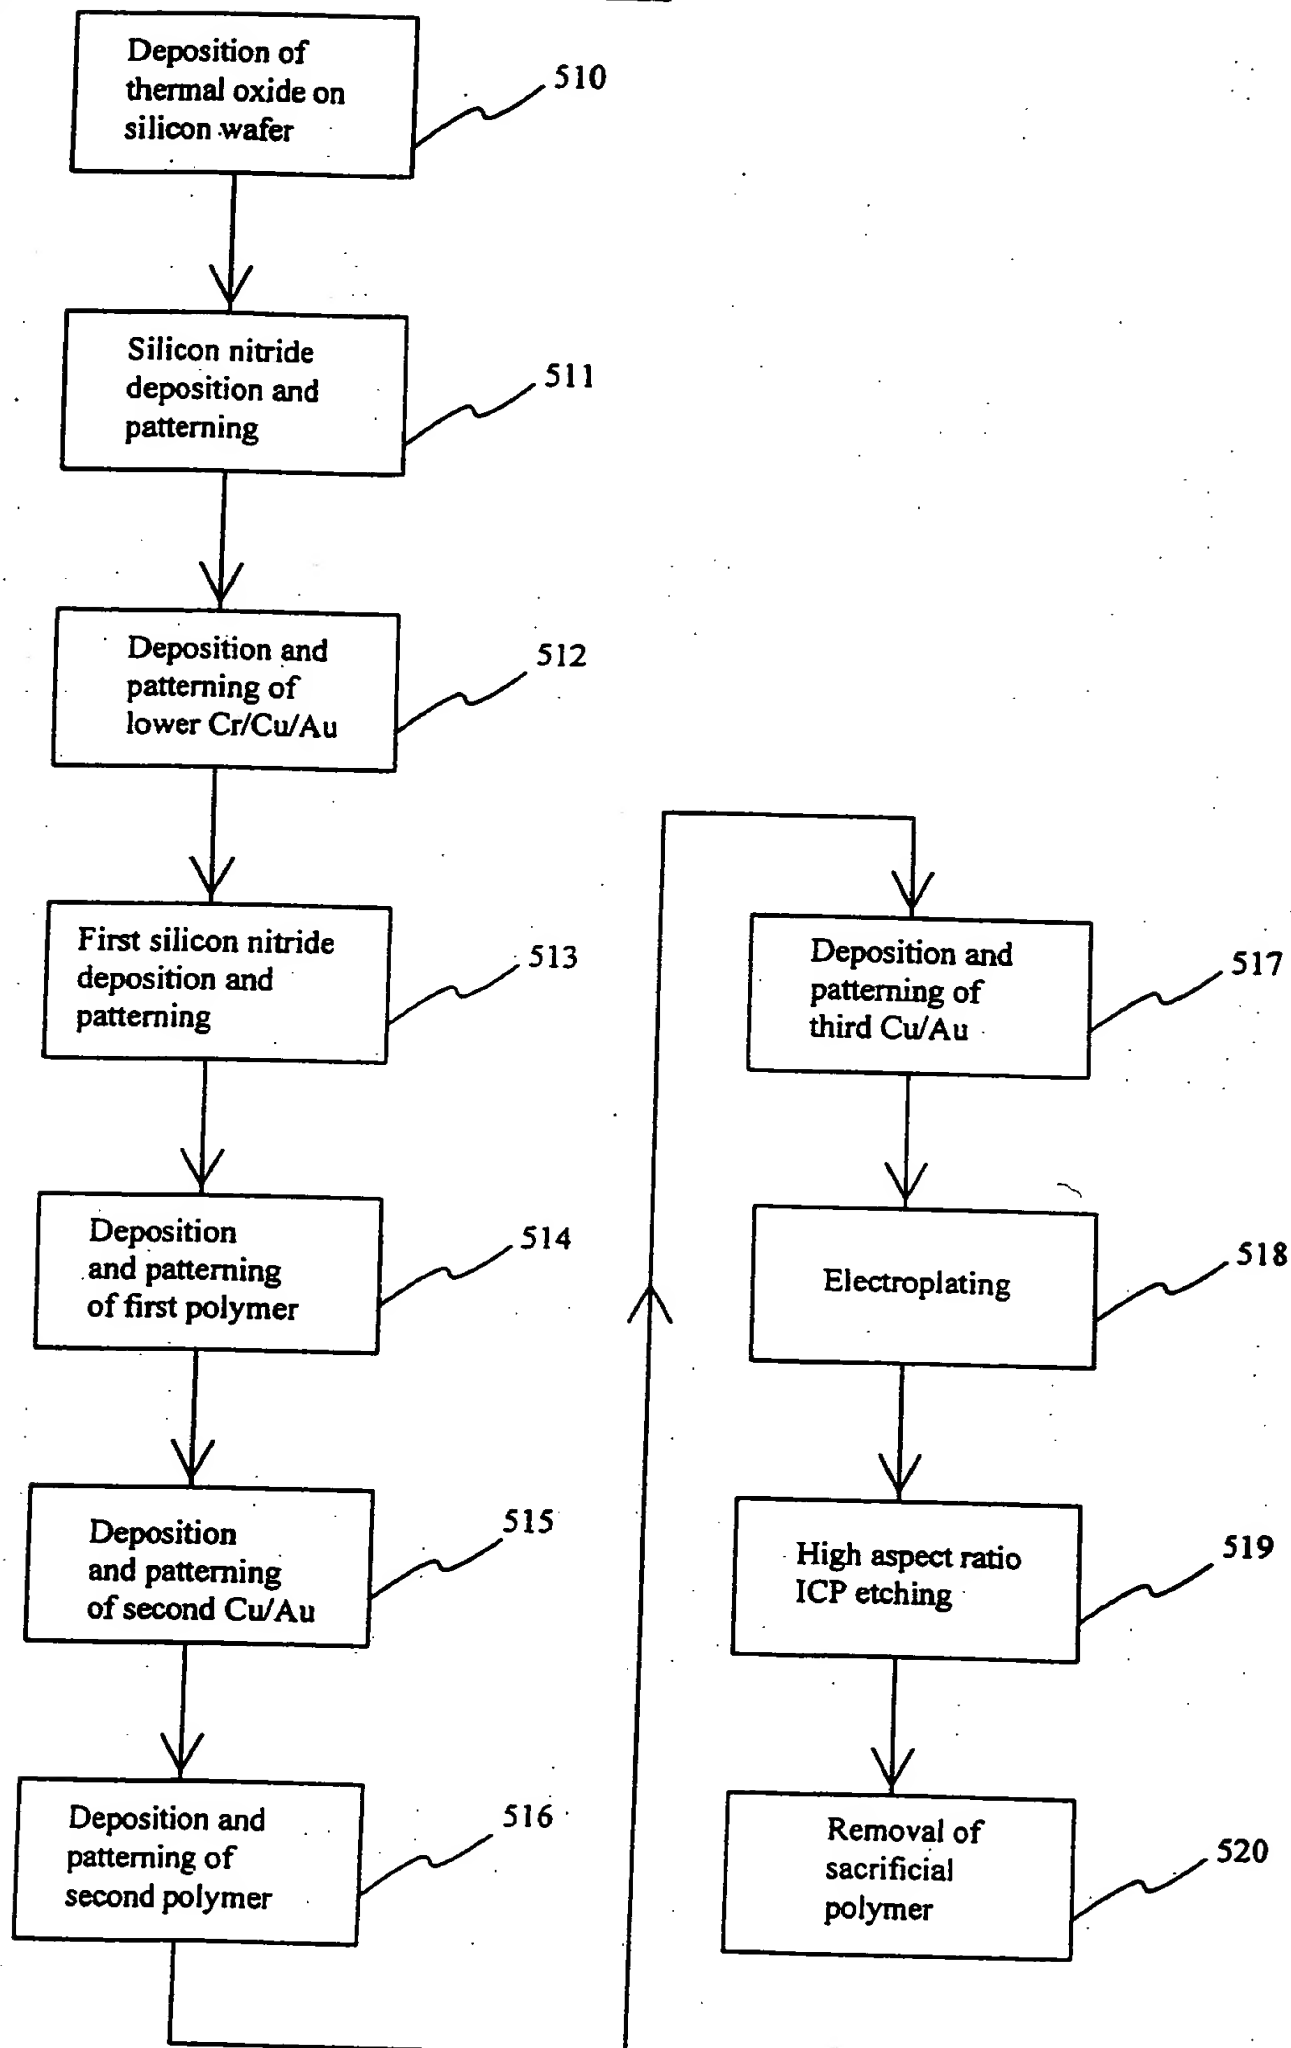 Deposition of
thermal oxide on
silicon wafer
510
Silicon nitride
deposition and
patterning
511
Deposition and
patterning of
lower Cr/Cu/Au
512
First silicon nitride
deposition and
patterning
513
Deposition
and patterning
of first polymer
514
Deposition
and patterning
of second Cu/Au
515
Deposition and
patterning of
second polymer
516
Deposition and
patterning of
third Cu/Au
517
Electroplating
518
High aspect ratio
ICP etching
519
Removal of
sacrificial
polymer
520